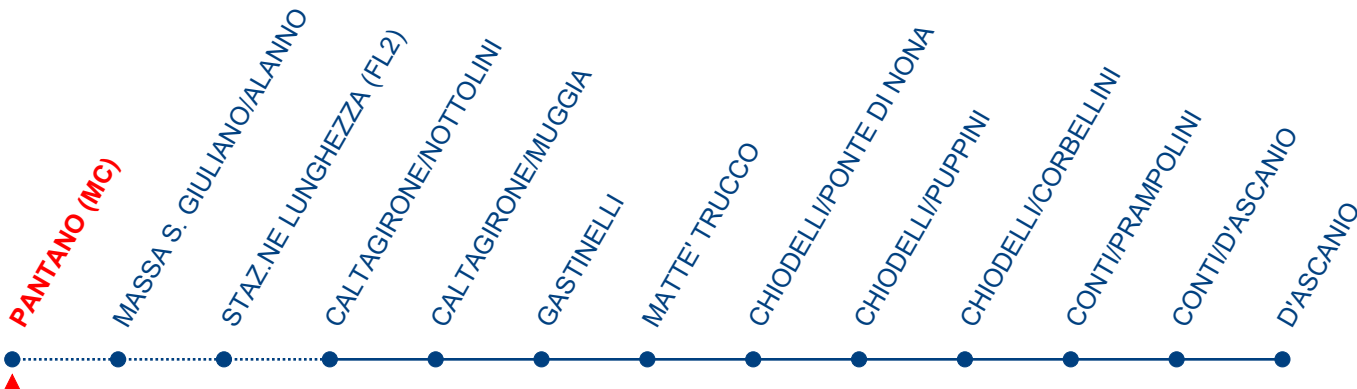 PANTANO (MC)
MASSA S. GIULIANO/ALANNO
STAZ.NE LUNGHEZZA (FL2)
CALTAGIRONE/NOTTOLINI
CALTAGIRONE/MUGGIA
GASTINELLI
MATTE' TRUCCO
CHIODELLI/PONTE DI NONA
CHIODELLI/PUPPINI
CHIODELLI/CORBELLINI
CONTI/PRAMPOLINI
CONTI/D'ASCANIO
D'ASCANIO